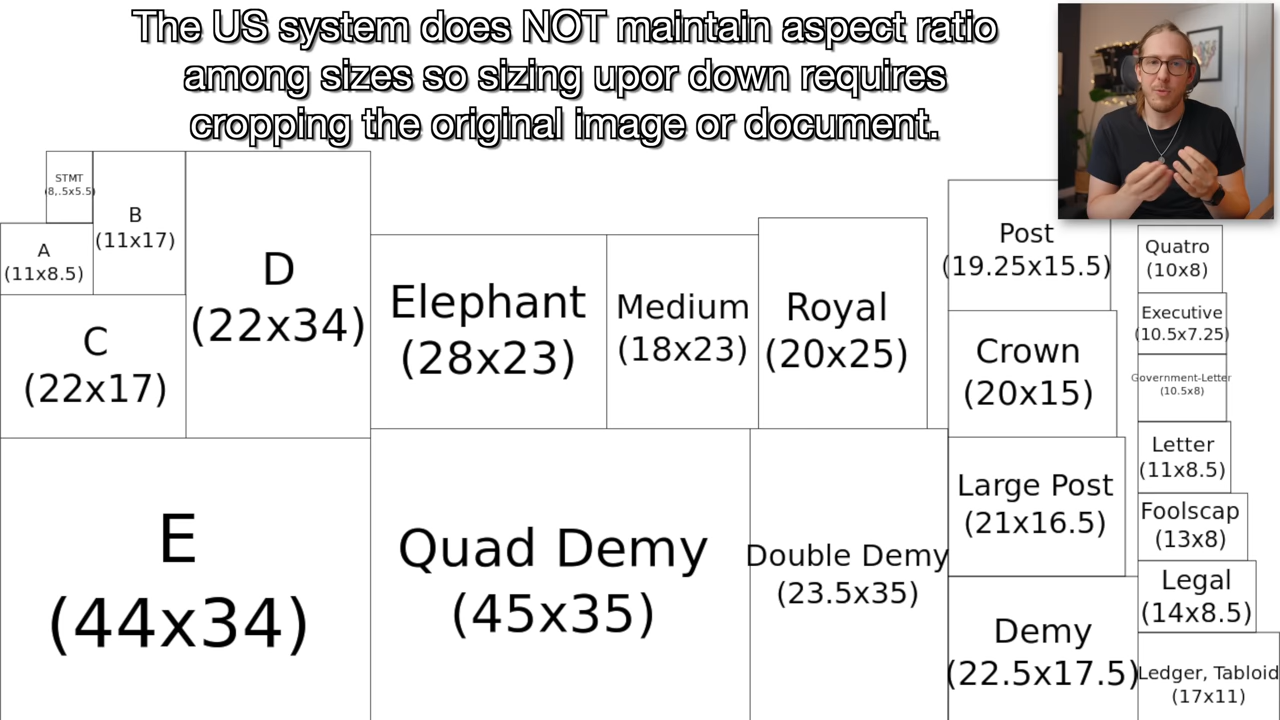 The US system does NOT maintain aspect ratio
among sizes so sizing upor down requires
cropping the original image or document.
STMT
(8,.5x5.5)
A
(11x8.5)
B
(11x17)
C
(22x17)
D
(22x34)
E
(44x34)
Elephant
(28x23)
Medium
(18x23)
Royal
(20x25)
Quad Demy
(45x35)
Double Demy
(23.5x35)
Post
(19.25x15.5)
Crown
(20x15)
Large Post
(21x16.5)
Demy
(22.5x17.5)
Quatro
(10x8)
Executive
(10.5x7.25)
Government-Letter
(10.5x8)
Letter
(11x8.5)
Foolscap
(13x8)
Legal
(14x8.5)
Ledger, Tabloid
(17x11)